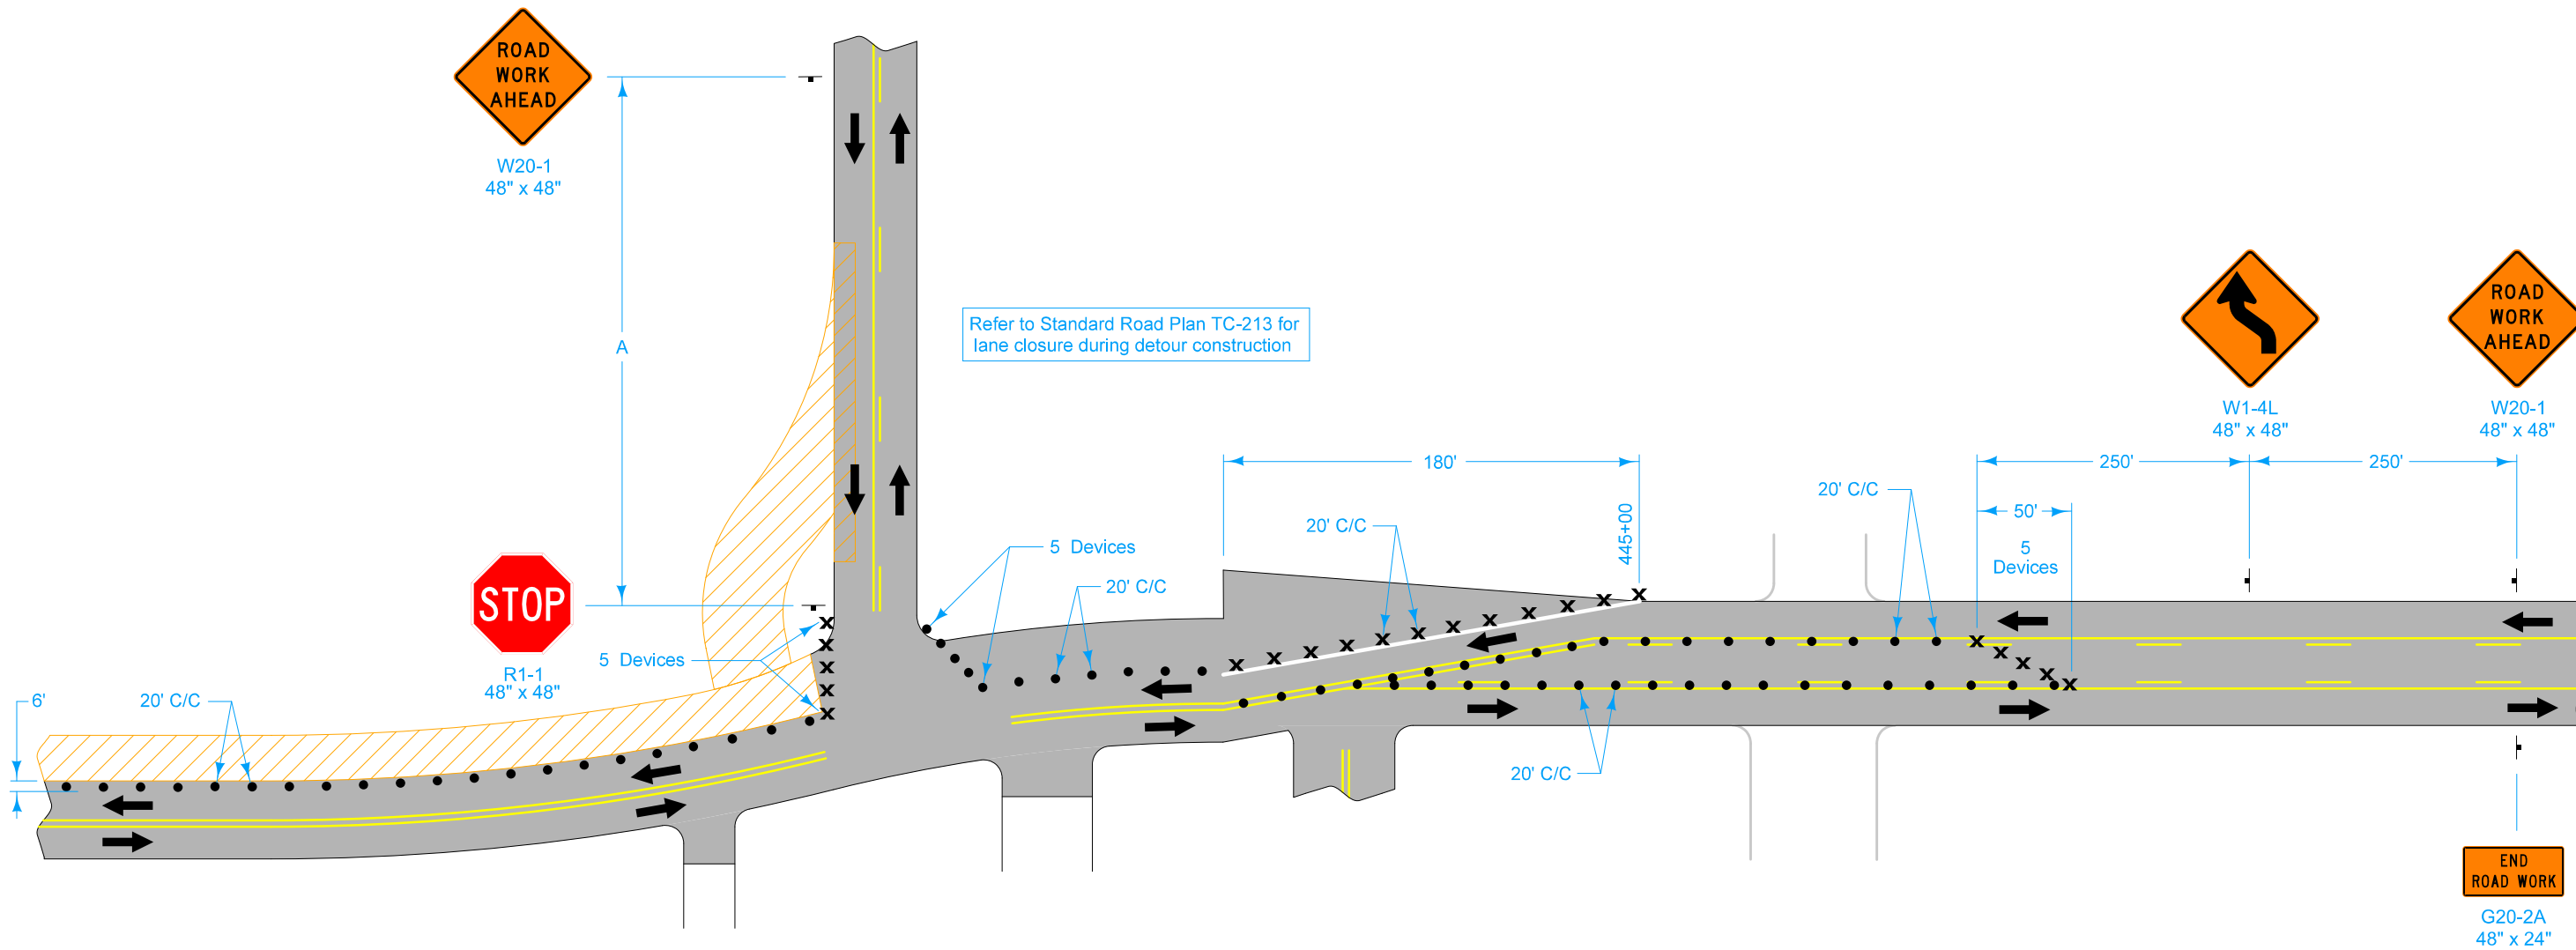 ROAD
WORK
AHEAD
W20-1
48" x 48"
A
Refer to Standard Road Plan TC-213 for
lane closure during detour construction
STOP
R1-1
48" x 48"
5 Devices
5 Devices
20' C/C
6'
20' C/C
180'
20' C/C
445+00
20' C/C
20' C/C
250'
250'
50'
5
Devices
W1-4L
48" x 48"
ROAD
WORK
AHEAD
W20-1
48" x 48"
END
ROAD WORK
G20-2A
48" x 24"